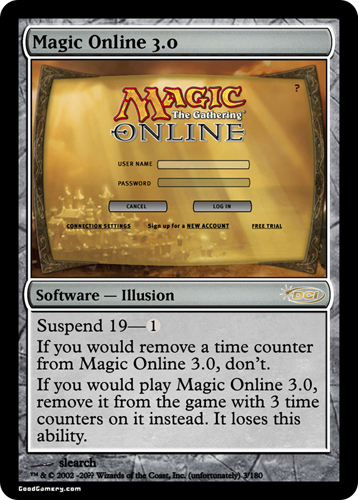 Magic Online 3.0
?
MAGIC
The Gathering
ONLINE
USER NAME
PASSWORD
CANCEL LOG IN
CONNECTION SETTINGS Sign up for a NEW ACCOUNT FREE TRIAL
Software — Illusion
DCI
Suspend 19—1
If you would remove a time counter
from Magic Online 3.0, don't.
If you would play Magic Online 3.0,
remove it from the game with 3 time
counters on it instead. It loses this
ability.
slearch
™ & © 2002 Wizards of the Coast, Inc. (unfortunately) 3/180
GoodGamery.com